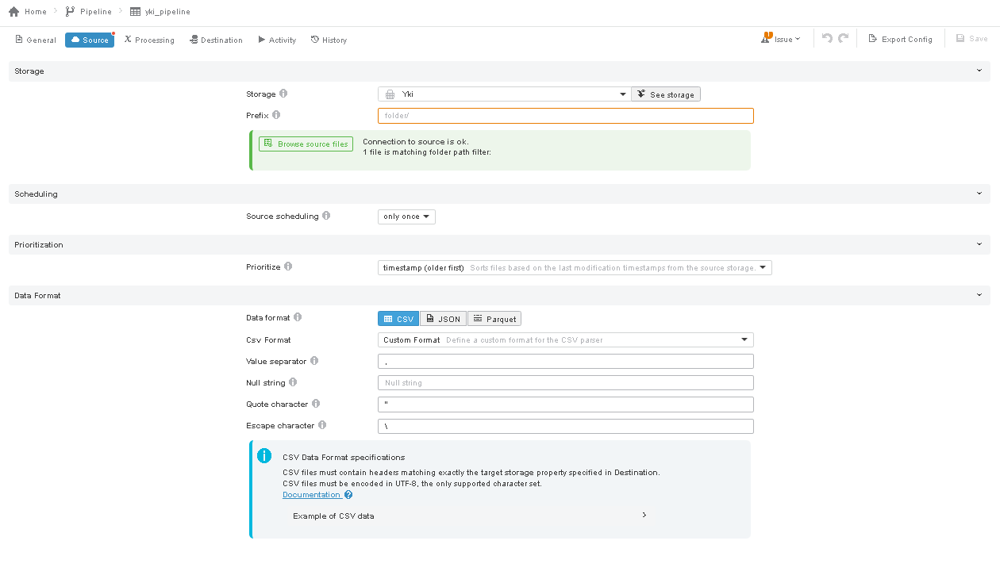 Home > Pipeline > yki_pipeline
General Source Processing Destination Activity History 1 Issue Export Config Save
Storage
Storage Yki See storage
Prefix folder/
Browse source files Connection to source is ok.
1 file is matching folder path filter:
Scheduling
Source scheduling only once
Prioritization
Prioritize timestamp (older first) Sorts files based on the last modification timestamps from the source storage.
Data Format
Data format CSV JSON Parquet
Csv Format Custom Format Define a custom format for the CSV parser
Value separator ,
Null string Null string
Quote character "
Escape character \
CSV Data Format specifications
CSV files must contain headers matching exactly the target storage property specified in Destination.
CSV files must be encoded in UTF-8, the only supported character set.
Documentation ?
Example of CSV data >